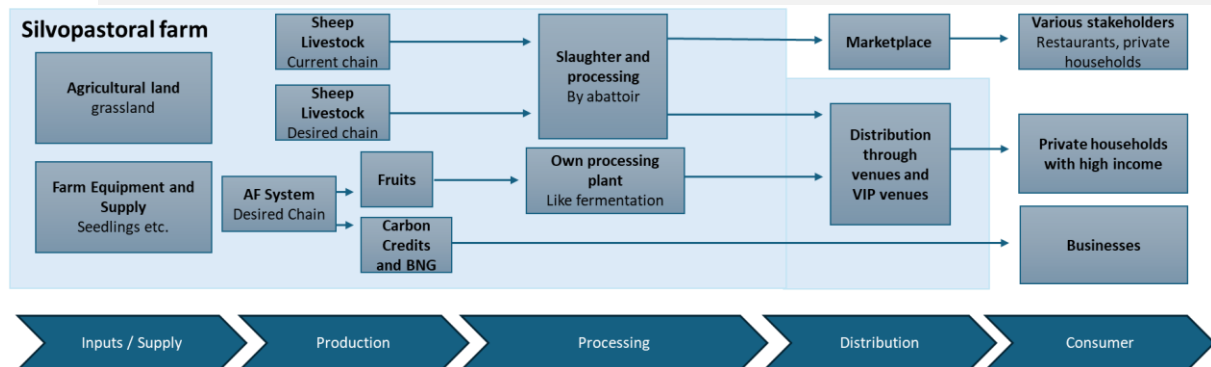 Silvopastoral farm
Agricultural land
grassland
Farm Equipment and
Supply
Seedlings etc.
Sheep
Livestock
Current chain
Sheep
Livestock
Desired chain
AF System
Desired Chain
Fruits
Carbon
Credits
and BNG
Slaughter and
processing
By abattoir
Own processing
plant
Like fermentation
Marketplace
Distribution
through
venues and
VIP venues
Various stakeholders
Restaurants, private
households
Private households
with high income
Businesses
Inputs / Supply
Production
Processing
Distribution
Consumer